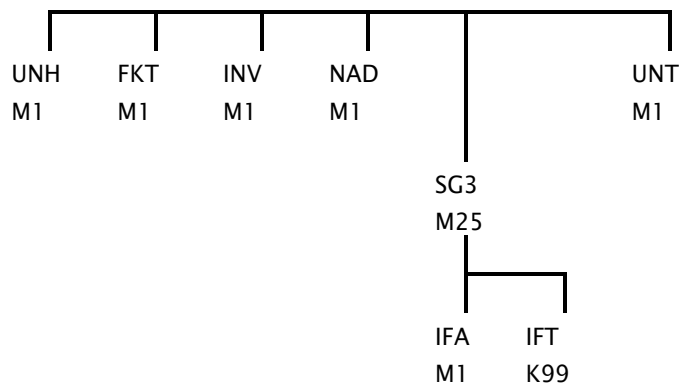 UNH FKT INV NAD UNT
M1 M1 M1 M1 M1
SG3
M25
IFA IFT
M1 K99